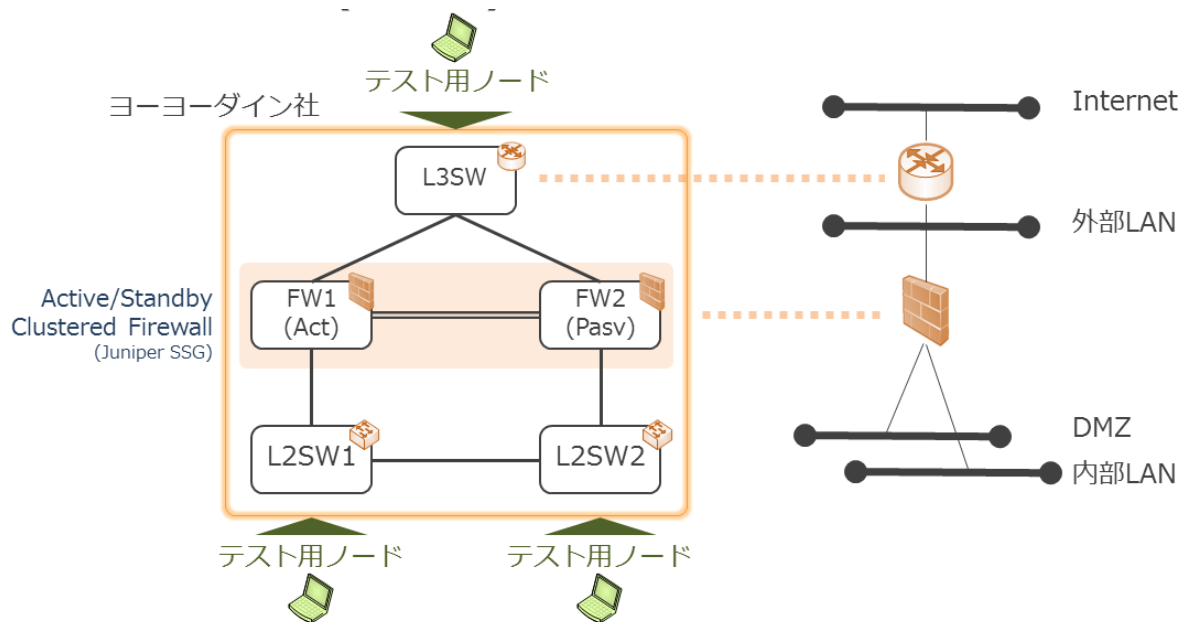 テスト用ノード
ヨーヨーダイン社
L3SW
FW1
(Act)
FW2
(Pasv)
Active/Standby
Clustered Firewall
(Juniper SSG)
L2SW1
L2SW2
テスト用ノード
テスト用ノード
Internet
外部LAN
DMZ
内部LAN